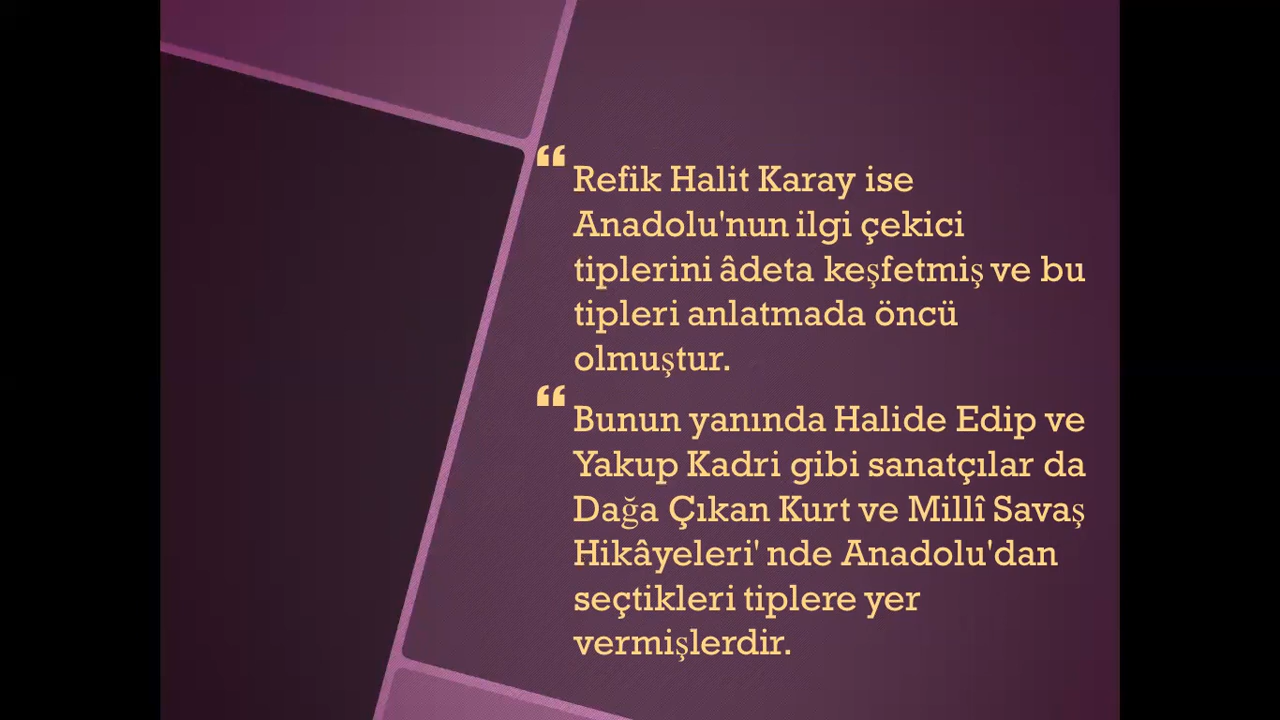 “Refik Halit Karay ise
Anadolu'nun ilgi çekici
tiplerini âdeta keşfetmiş ve bu
tipleri anlatmada öncü
olmuştur.
“Bunun yanında Halide Edip ve
Yakup Kadri gibi sanatçılar da
Dağa Çıkan Kurt ve Millî Savaş
Hikâyeleri' nde Anadolu'dan
seçtikleri tiplere yer
vermişlerdir.